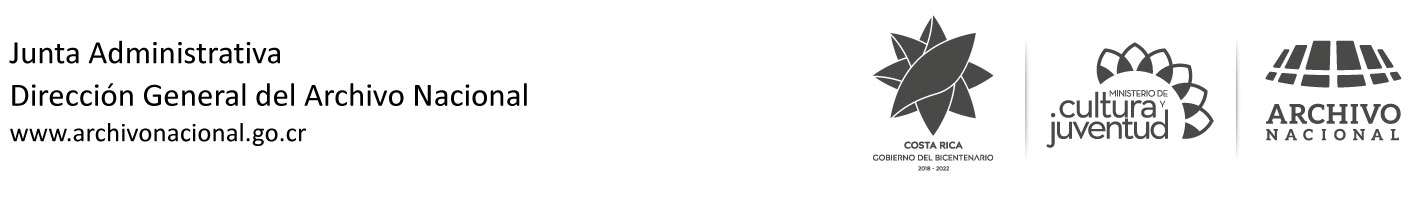 Junta Administrativa
Dirección General del Archivo Nacional
www.archivonacional.go.cr
COSTA RICA
GOBIERNO DEL BICENTENARIO
2018 - 2022
MINISTERIO DE
cultura Y
juventud
ARCHIVO
NACIONAL